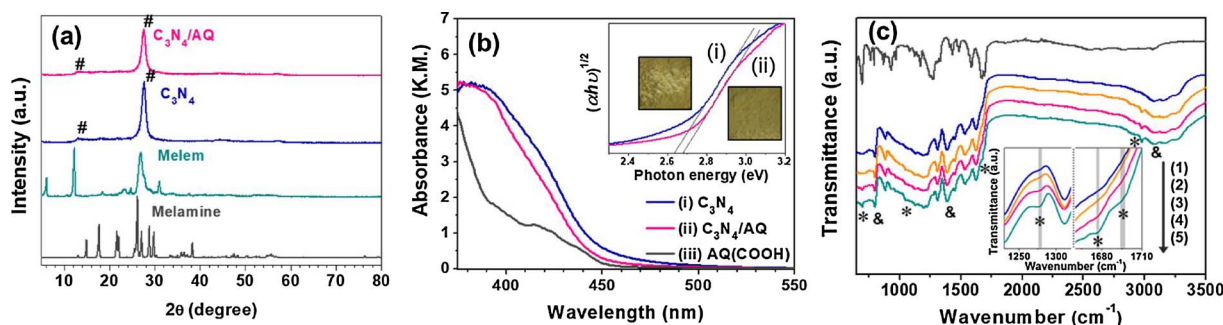 (a)
#
C3N4/AQ
#
#
C3N4
#
Melem
Melamine
Intensity (a.u.)
10 20 30 40 50 60 70 80
2θ (degree)
(b)
7
6
5
4
3
2
1
0
Absorbance (K.M.)
400 450 500 550
Wavelength (nm)
(i)
(ii)
(αhυ)1/2
2.4 2.6 2.8 3.0 3.2
Photon energy (eV)
(i) C3N4
(ii) C3N4/AQ
(iii) AQ(COOH)
(c)
Transmittance (a.u.)
* & * & * * &
(1)
(2)
(3)
(4)
(5)
Transmittance (a.u.)
* * *
1250 1300 1680 1710
Wavenumber (cm-1)
1000 1500 2000 2500 3000 3500
Wavenumber (cm-1)